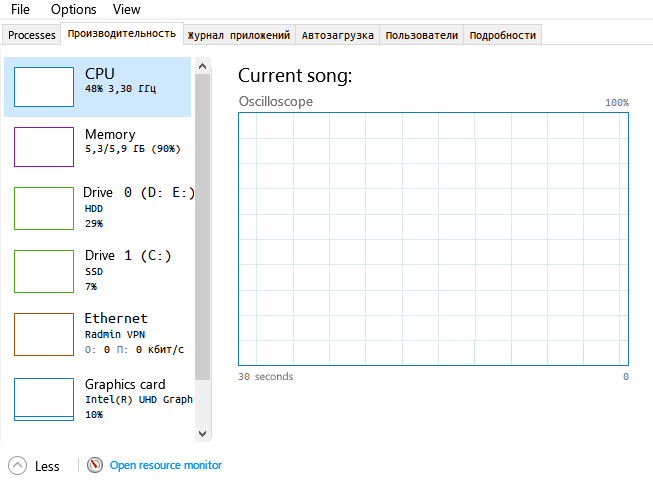 File Options View
Processes Производительность Журнал приложений Автозагрузка Пользователи Подробности
CPU
48% 3,30 ГГц
Memory
5,3/5,9 ГБ (90%)
Drive 0 (D: E:)
HDD
29%
Drive 1 (C:)
SSD
7%
Ethernet
Radmin VPN
О: 0 П: 0 кбит/с
Graphics card
Intel(R) UHD Graph
10%
Current song:
Oscilloscope 100%
30 seconds 0
Less Open resource monitor